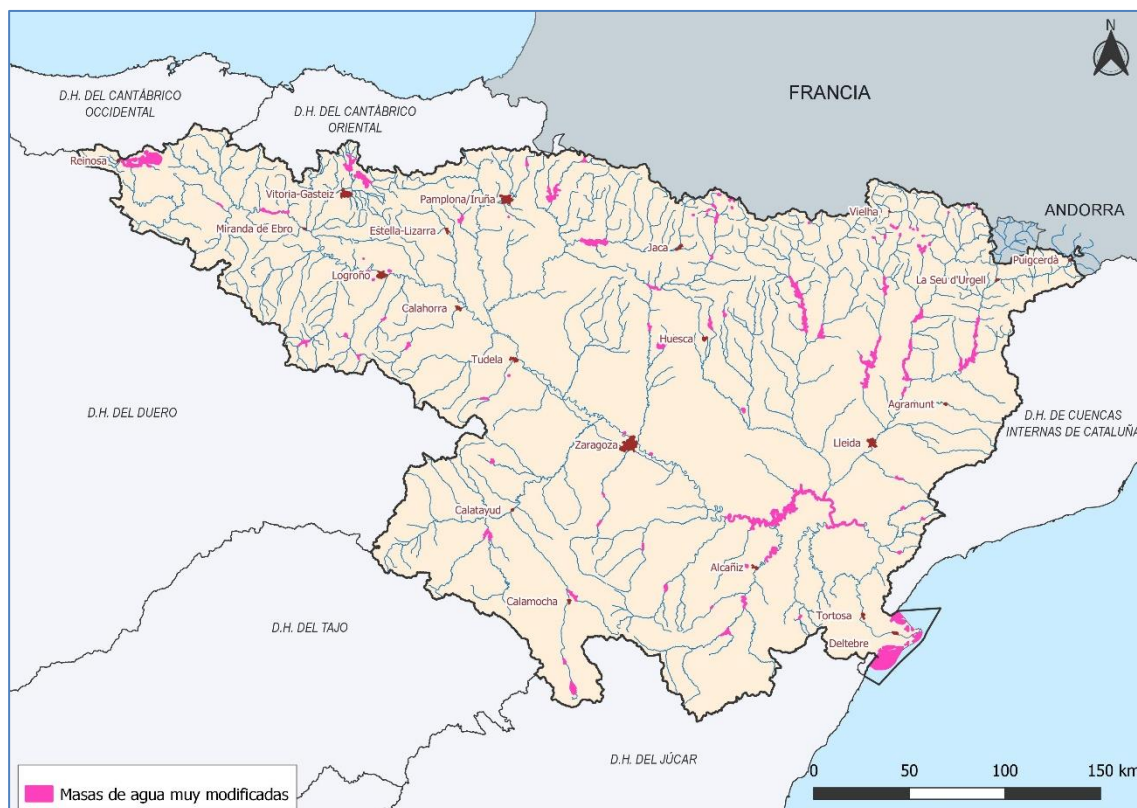 N
FRANCIA
D.H. DEL CANTÁBRICO
OCCIDENTAL
D.H. DEL CANTÁBRICO
ORIENTAL
Reinosa
Vitoria-Gasteiz
Pamplona/Iruña
Vielha
ANDORRA
Miranda de Ebro
Estella-Lizarra
Jaca
Puigcerdà
La Seu d'Urgell
Logroño
Calahorra
Huesca
Tudela
Agramunt
D.H. DEL DUERO
D.H. DE CUENCAS
INTERNAS DE CATALUÑA
Zaragoza
Lleida
Calatayud
Alcañiz
Calamocha
Tortosa
D.H. DEL TAJO
Deltebre
D.H. DEL JÚCAR
Masas de agua muy modificadas
0 50 100 150 km